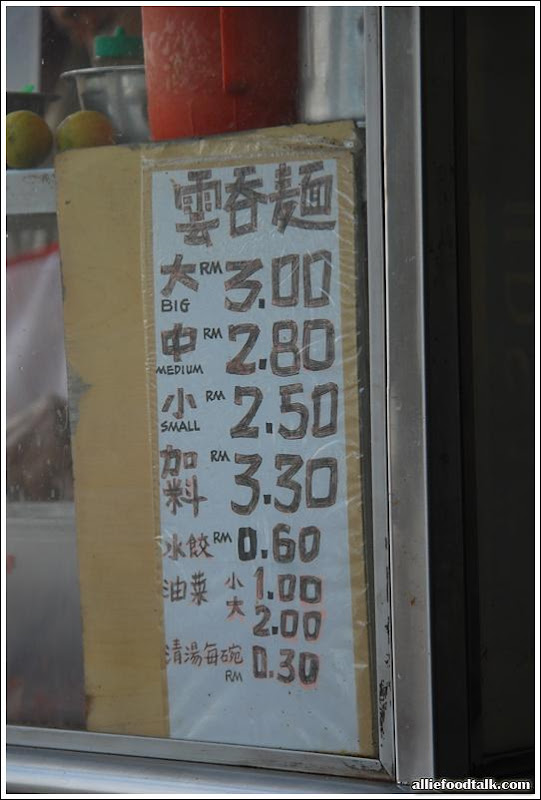 雲吞麺
大 RM 3.00
BIG
中 RM 2.80
MEDIUM
小 RM 2.50
SMALL
加料 RM 3.30
水餃 RM 0.60
油菜 小 1.00
大 2.00
清湯每碗 RM 0.30
alliefoodtalk.com